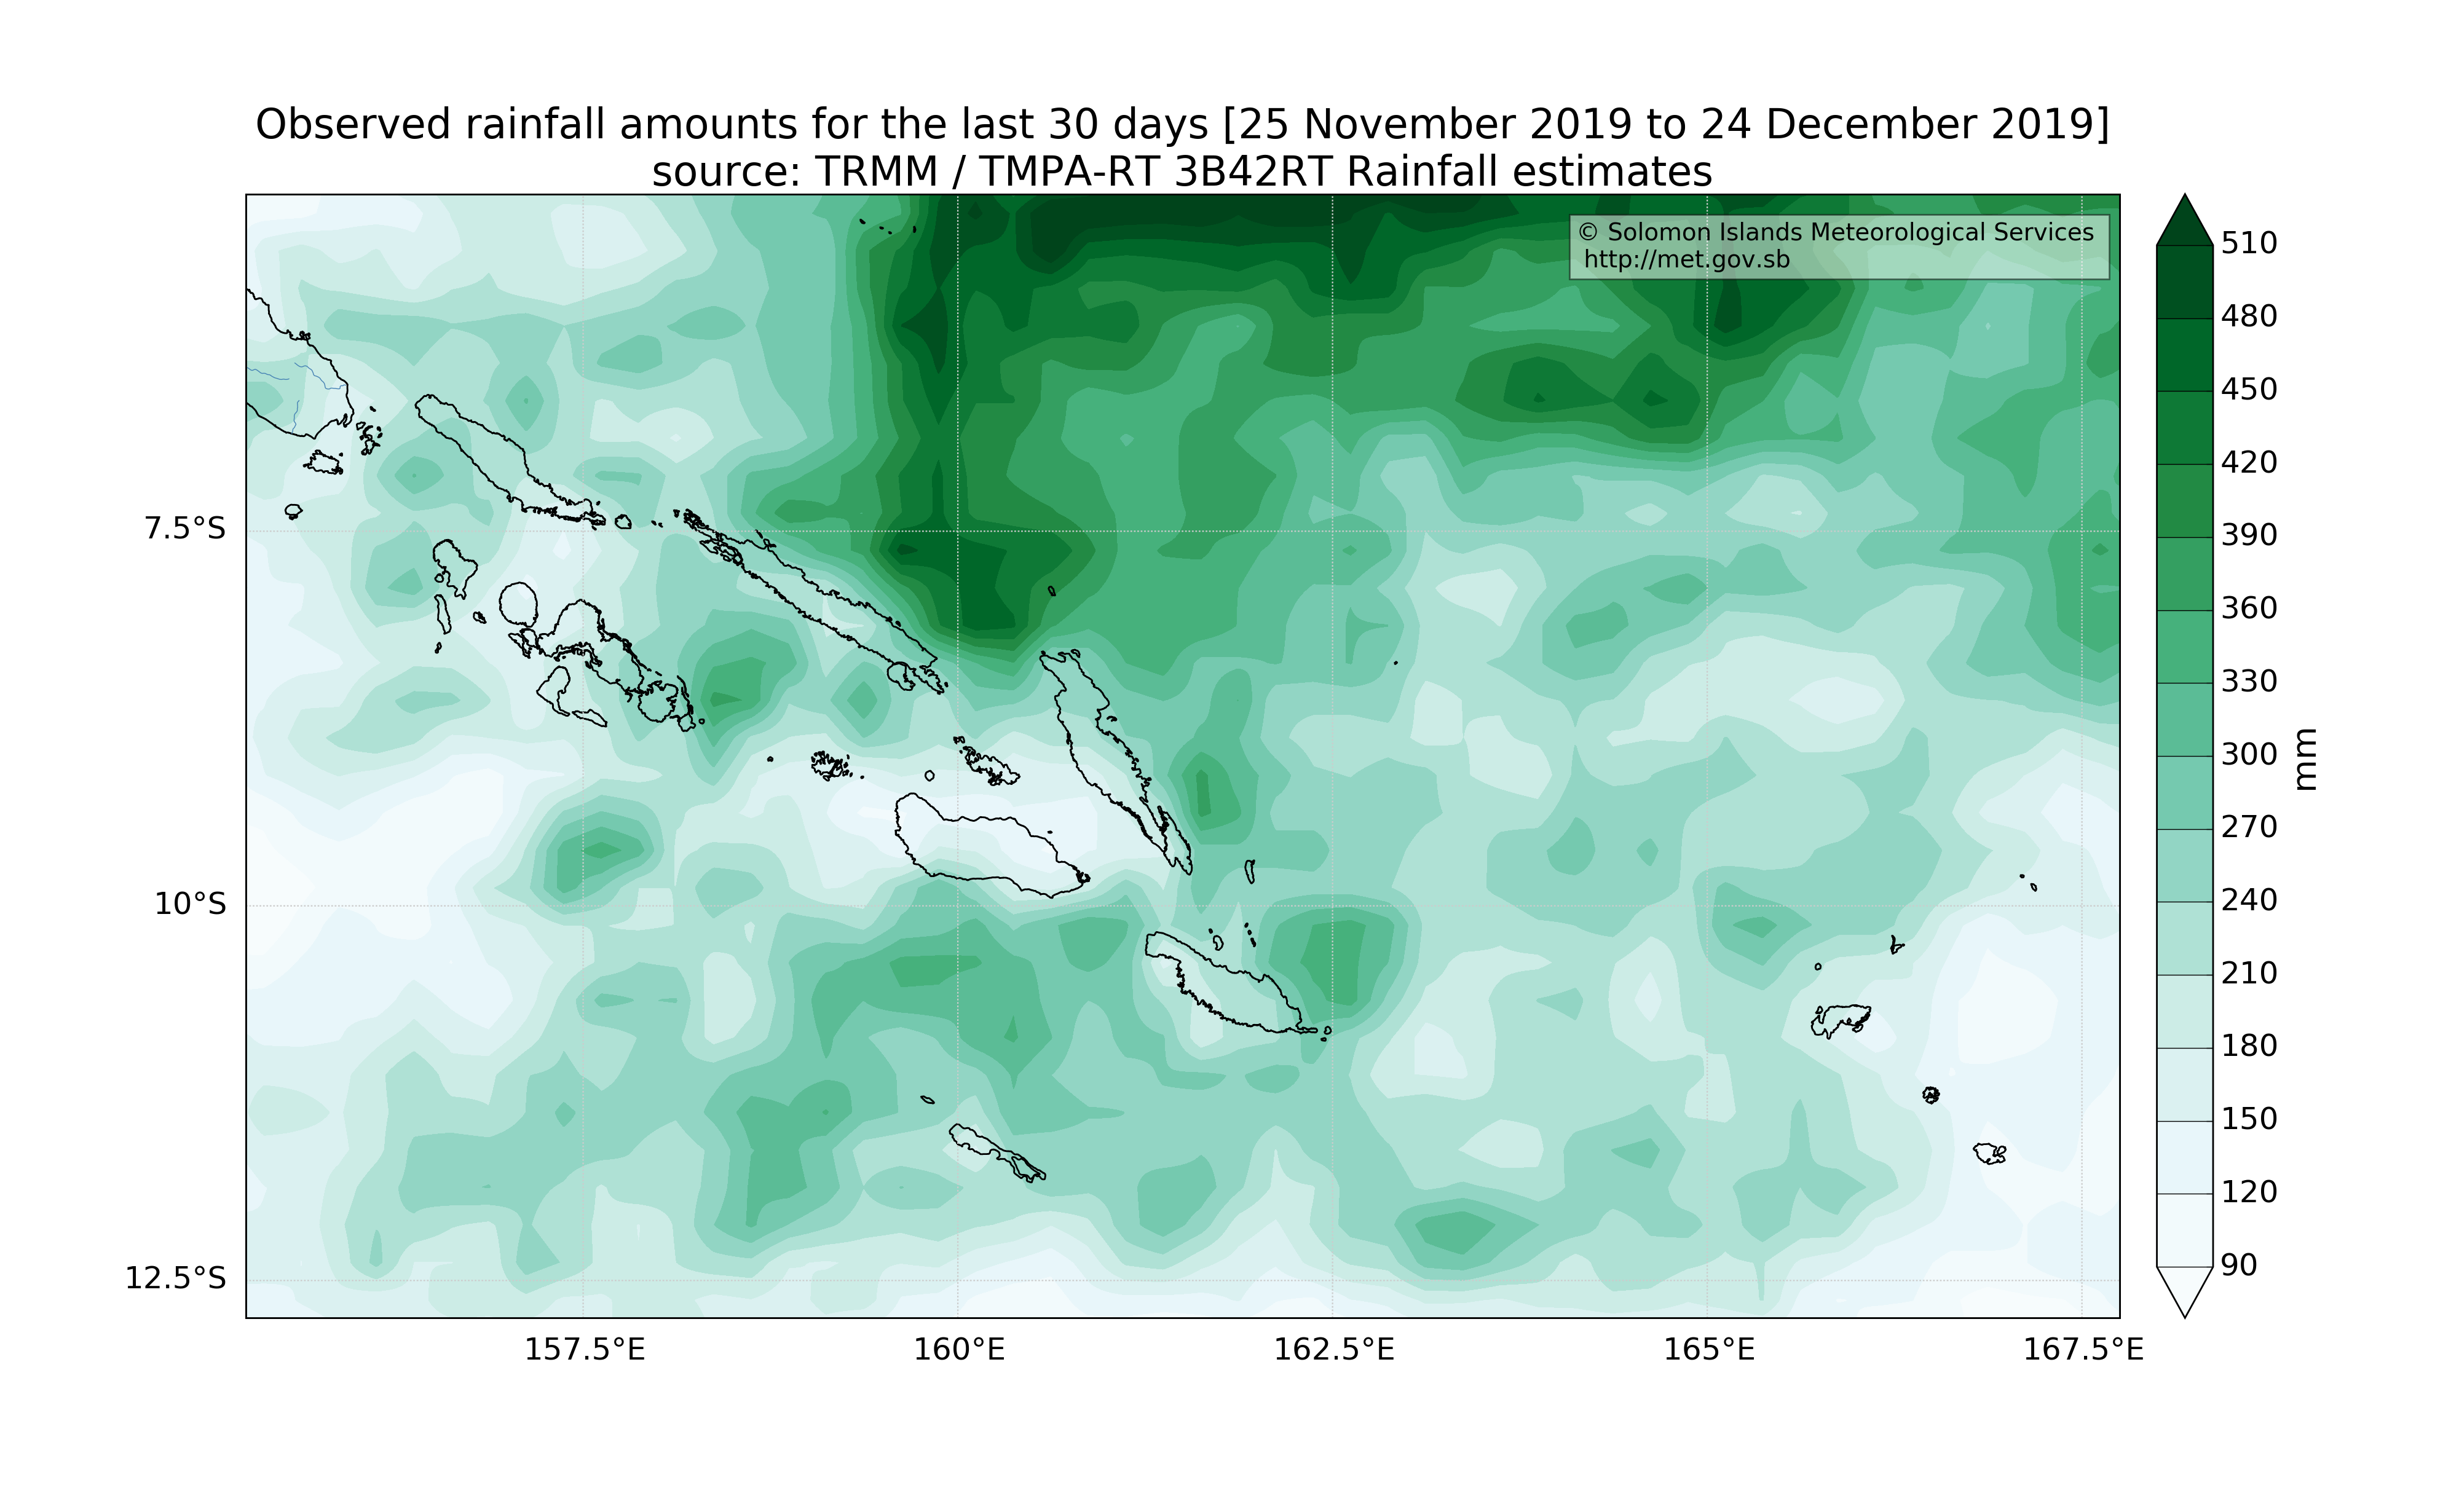 Observed rainfall amounts for the last 30 days [25 November 2019 to 24 December 2019]
source: TRMM / TMPA-RT 3B42RT Rainfall estimates
© Solomon Islands Meteorological Services
http://met.gov.sb
7.5°S
10°S
12.5°S
157.5°E
160°E
162.5°E
165°E
167.5°E
510
480
450
420
390
360
330
300
270
240
210
180
150
120
90
mm